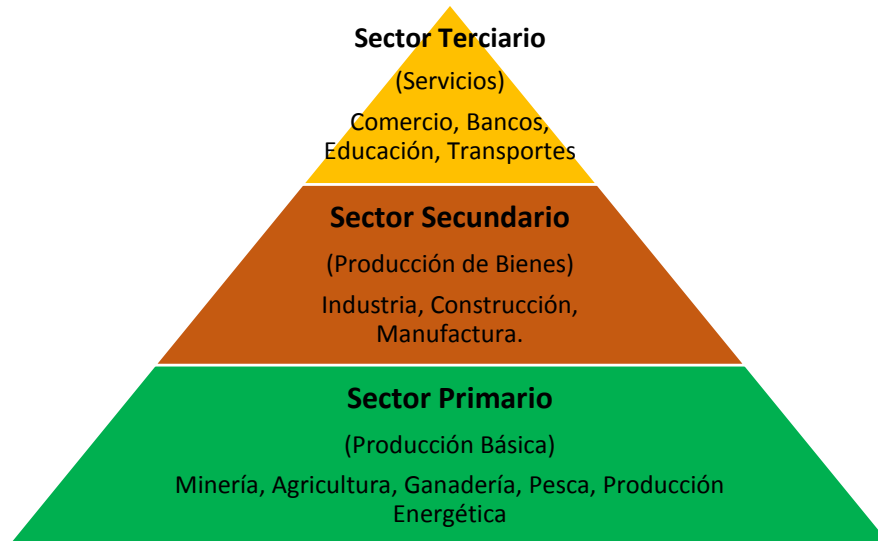 Sector Terciario
(Servicios)
Comercio, Bancos,
Educación, Transportes
Sector Secundario
(Producción de Bienes)
Industria, Construcción,
Manufactura.
Sector Primario
(Producción Básica)
Minería, Agricultura, Ganadería, Pesca, Producción
Energética